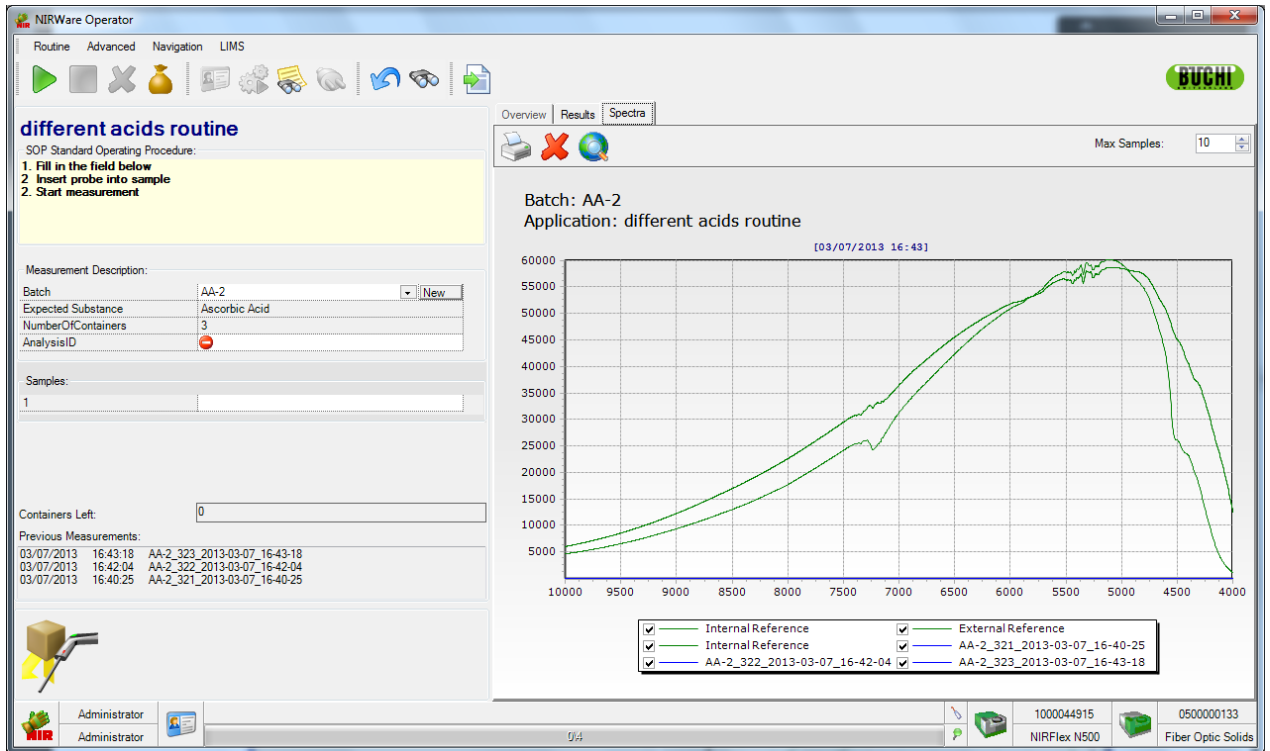 NIRWare Operator
Routine Advanced Navigation LIMS
BÜCHI
different acids routine
SOP Standard Operating Procedure:
1. Fill in the field below
2 Insert probe into sample
2. Start measurement
Measurement Description:
Batch AA-2 New
Expected Substance Ascorbic Acid
NumberOfContainers 3
AnalysisID
Samples:
1
Containers Left: 0
Previous Measurements:
03/07/2013 16:43:18 AA-2_323_2013-03-07_16-43-18
03/07/2013 16:42:04 AA-2_322_2013-03-07_16-42-04
03/07/2013 16:40:25 AA-2_321_2013-03-07_16-40-25
Overview Results Spectra
Max Samples: 10
Batch: AA-2
Application: different acids routine
[03/07/2013 16:43]
60000
55000
50000
45000
40000
35000
30000
25000
20000
15000
10000
5000
10000 9500 9000 8500 8000 7500 7000 6500 6000 5500 5000 4500 4000
Internal Reference External Reference
Internal Reference AA-2_321_2013-03-07_16-40-25
AA-2_322_2013-03-07_16-42-04 AA-2_323_2013-03-07_16-43-18
NIR
Administrator
Administrator
0\4
1000044915
NIRFlex N500
0500000133
Fiber Optic Solids